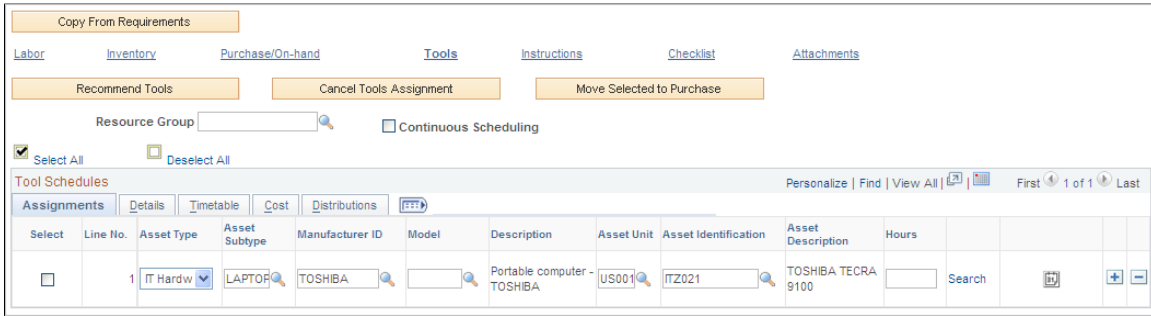 Copy From Requirements
Labor Inventory Purchase/On-hand Tools Instructions Checklist Attachments
Recommend Tools Cancel Tools Assignment Move Selected to Purchase
Resource Group Continuous Scheduling
Select All Deselect All
Tool Schedules Personalize | Find | View All | | First 1 of 1 Last
Assignments Details Timetable Cost Distributions
Select Line No. Asset Type Asset Subtype Manufacturer ID Model Description Asset Unit Asset Identification Asset Description Hours
1 IT Hardw LAPTOP TOSHIBA Portable computer - TOSHIBA US001 ITZ021 TOSHIBA TECRA 9100 Search